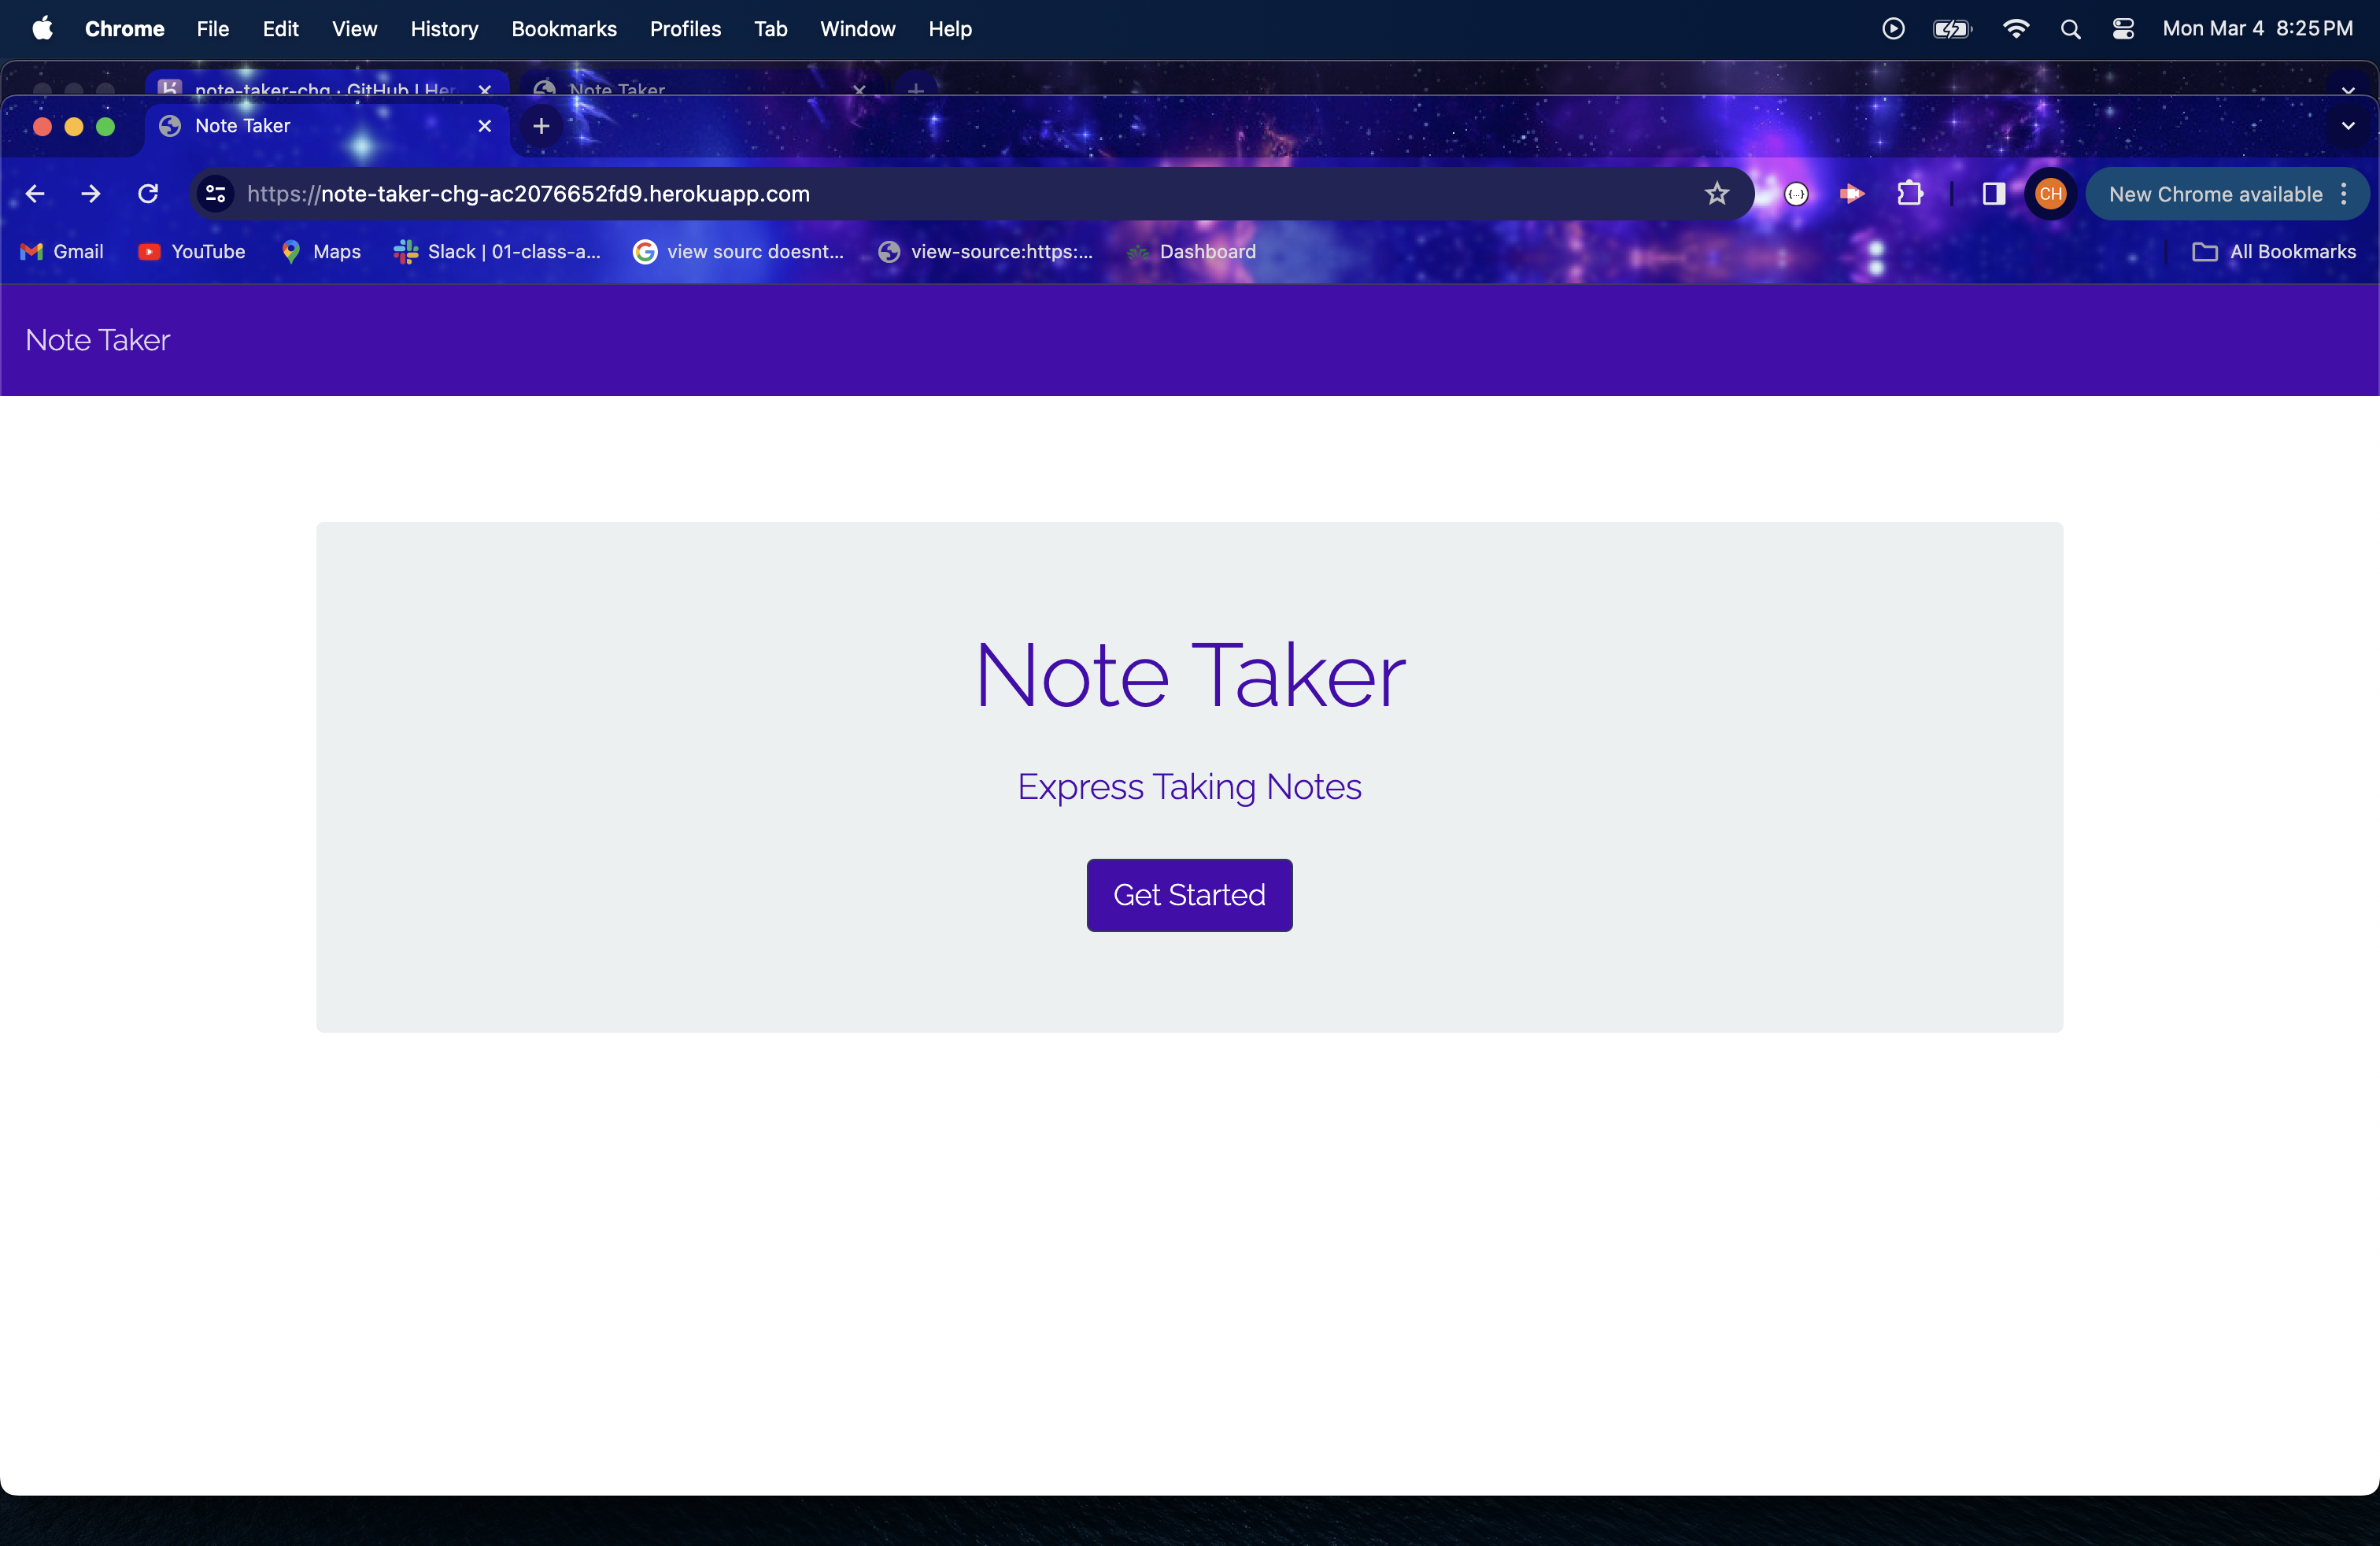 Chrome File Edit View History Bookmarks Profiles Tab Window Help Mon Mar 4 8:25 PM
note-taker-chg · GitHub | Her Note Taker
Note Taker
https://note-taker-chg-ac2076652fd9.herokuapp.com CH New Chrome available
Gmail YouTube Maps Slack | 01-class-a... view sourc doesnt... view-source:https:... Dashboard All Bookmarks
Note Taker
Note Taker
Express Taking Notes
Get Started